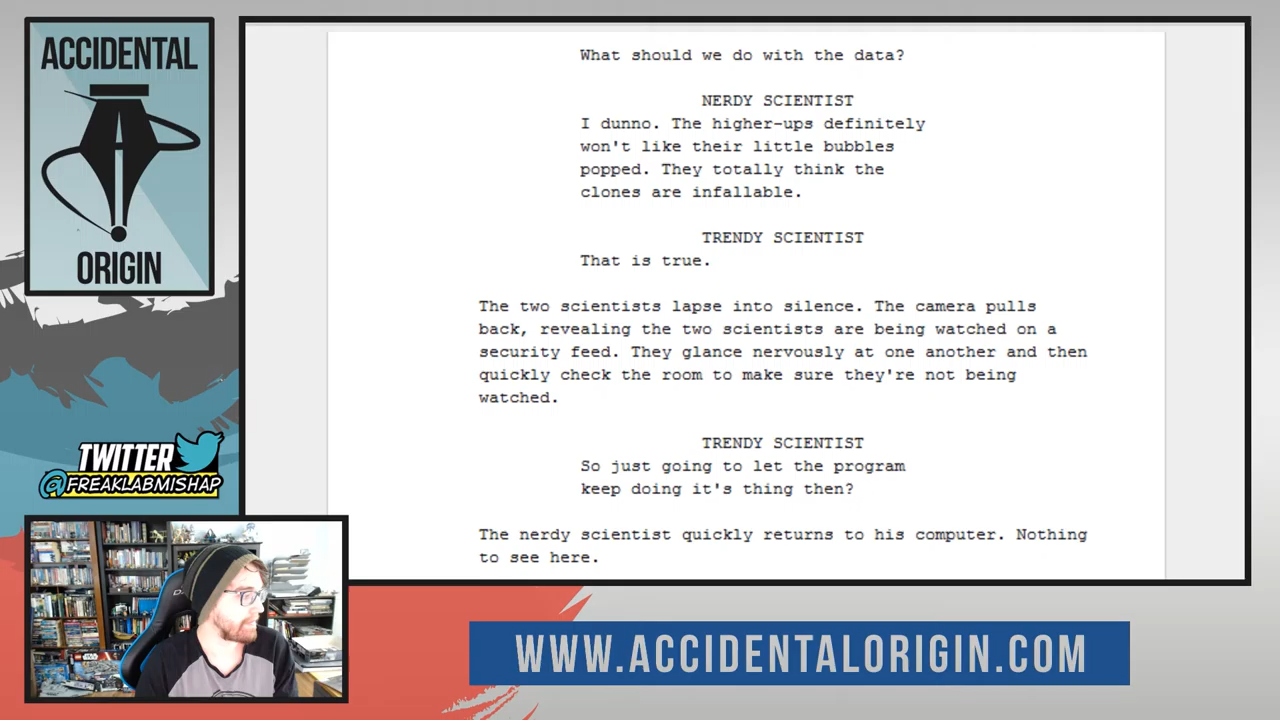 ACCIDENTAL
ORIGIN
What should we do with the data?
NERDY SCIENTIST
I dunno. The higher-ups definitely
won't like their little bubbles
popped. They totally think the
clones are infallable.
TRENDY SCIENTIST
That is true.
The two scientists lapse into silence. The camera pulls
back, revealing the two scientists are being watched on a
security feed. They glance nervously at one another and then
quickly check the room to make sure they're not being
watched.
TRENDY SCIENTIST
So just going to let the program
keep doing it's thing then?
The nerdy scientist quickly returns to his computer. Nothing
to see here.
TWITTER
@FREAKLABMISHAP
WWW.ACCIDENTALORIGIN.COM